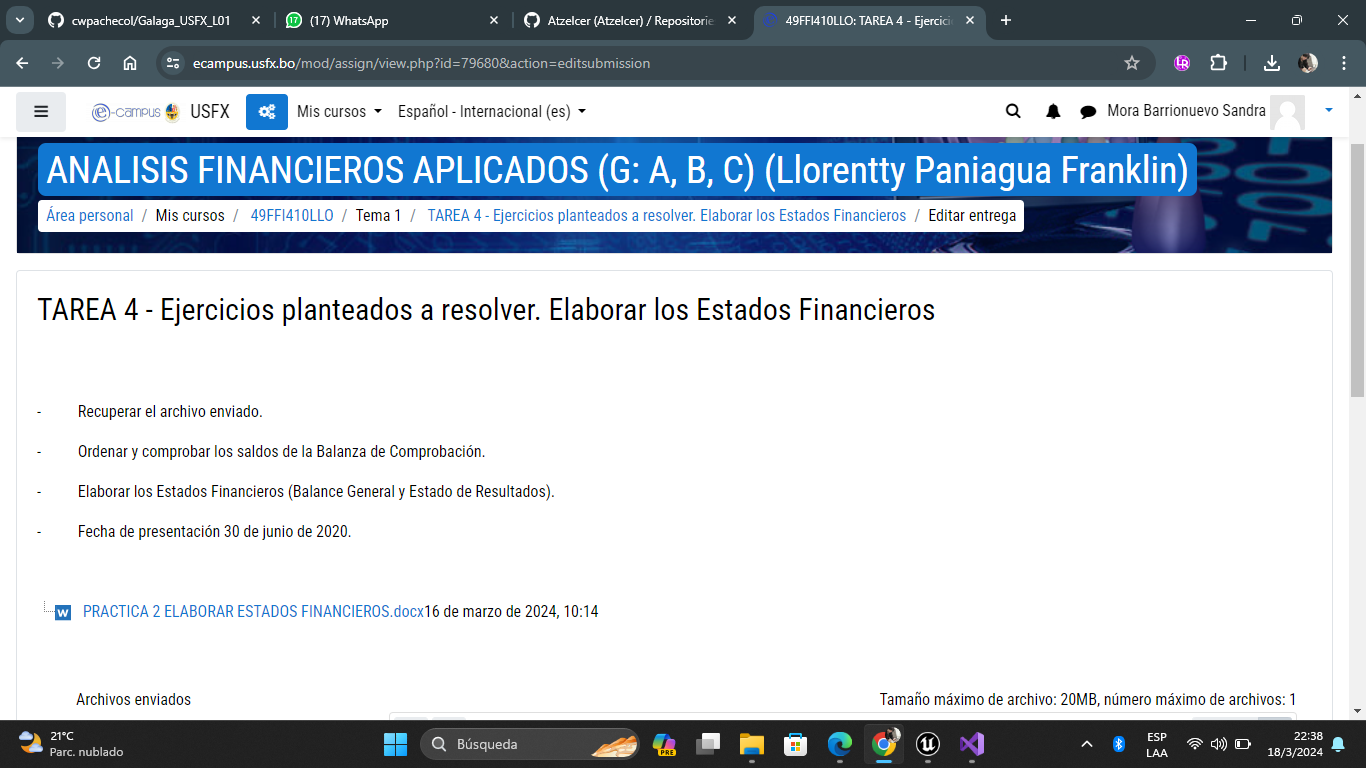 cwpachecol/Galaga_USFX_L01
(17) WhatsApp
Atzelcer (Atzelcer) / Repositorie
49FFI410LLO: TAREA 4 - Ejercici
ecampus.usfx.bo/mod/assign/view.php?id=79680&action=editsubmission
e-campus USFX Mis cursos Español - Internacional (es) Mora Barrionuevo Sandra
ANALISIS FINANCIEROS APLICADOS (G: A, B, C) (Llorentty Paniagua Franklin)
Área personal / Mis cursos / 49FFI410LLO / Tema 1 / TAREA 4 - Ejercicios planteados a resolver. Elaborar los Estados Financieros / Editar entrega
TAREA 4 - Ejercicios planteados a resolver. Elaborar los Estados Financieros
- Recuperar el archivo enviado.
- Ordenar y comprobar los saldos de la Balanza de Comprobación.
- Elaborar los Estados Financieros (Balance General y Estado de Resultados).
- Fecha de presentación 30 de junio de 2020.
PRACTICA 2 ELABORAR ESTADOS FINANCIEROS.docx16 de marzo de 2024, 10:14
Archivos enviados Tamaño máximo de archivo: 20MB, número máximo de archivos: 1
21°C
Parc. nublado
Búsqueda
PRE
ESP
LAA
22:38
18/3/2024